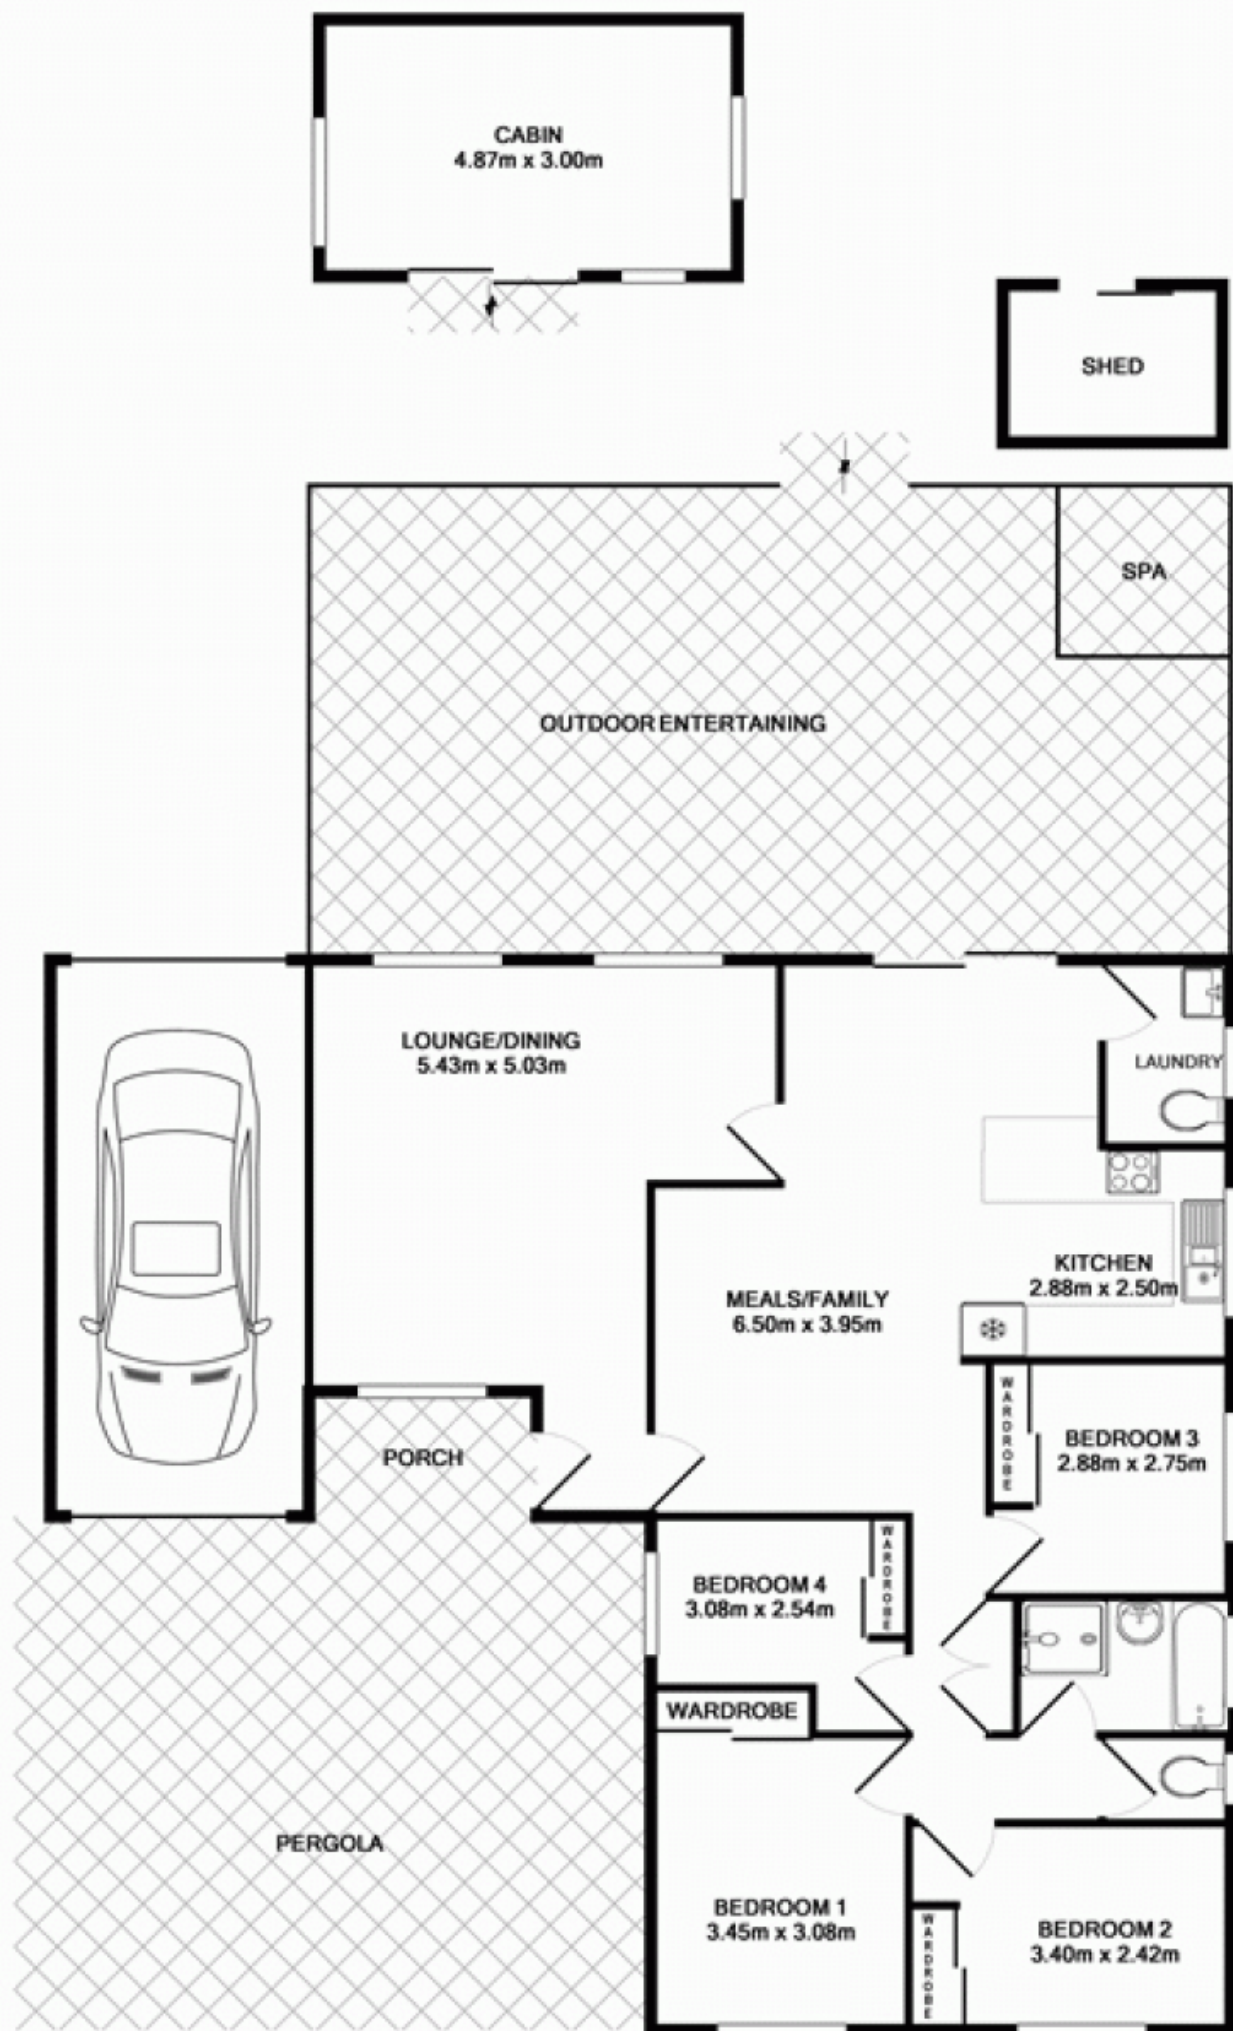 CABIN
4.87m x 3.00m
SHED
SPA
OUTDOOR ENTERTAINING
LOUNGE/DINING
5.43m x 5.03m
LAUNDRY
KITCHEN
2.88m x 2.50m
MEALS/FAMILY
6.50m x 3.95m
WARDROBE
BEDROOM 3
2.88m x 2.75m
PORCH
BEDROOM 4
3.08m x 2.54m
WARDROBE
WARDROBE
PERGOLA
BEDROOM 1
3.45m x 3.08m
WARDROBE
BEDROOM 2
3.40m x 2.42m